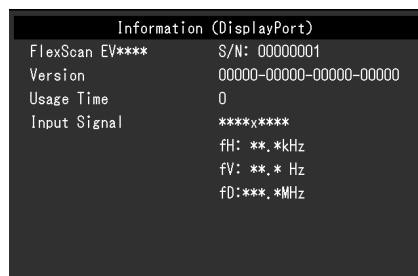 Information (DisplayPort)
FlexScan EV**** S/N: 00000001
Version 00000-00000-00000-00000
Usage Time 0
Input Signal ****x****
fH: **.*kHz
fV: **.* Hz
fD:***.*MHz